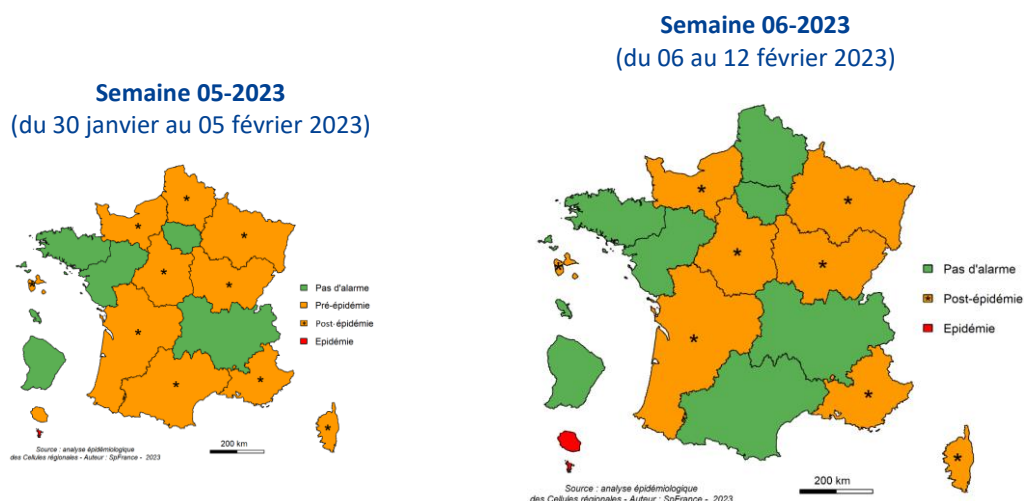 Semaine 05-2023
(du 30 janvier au 05 février 2023)
Pas d'alarme
Pré-épidémie
Post-épidémie
Epidémie
200 km
Source : analyse épidémiologique
des Cellules régionales - Auteur : SpFrance - 2023
Semaine 06-2023
(du 06 au 12 février 2023)
Pas d'alarme
Post-épidémie
Epidémie
200 km
Source : analyse épidémiologique
des Cellules régionales - Auteur : SpFrance - 2023